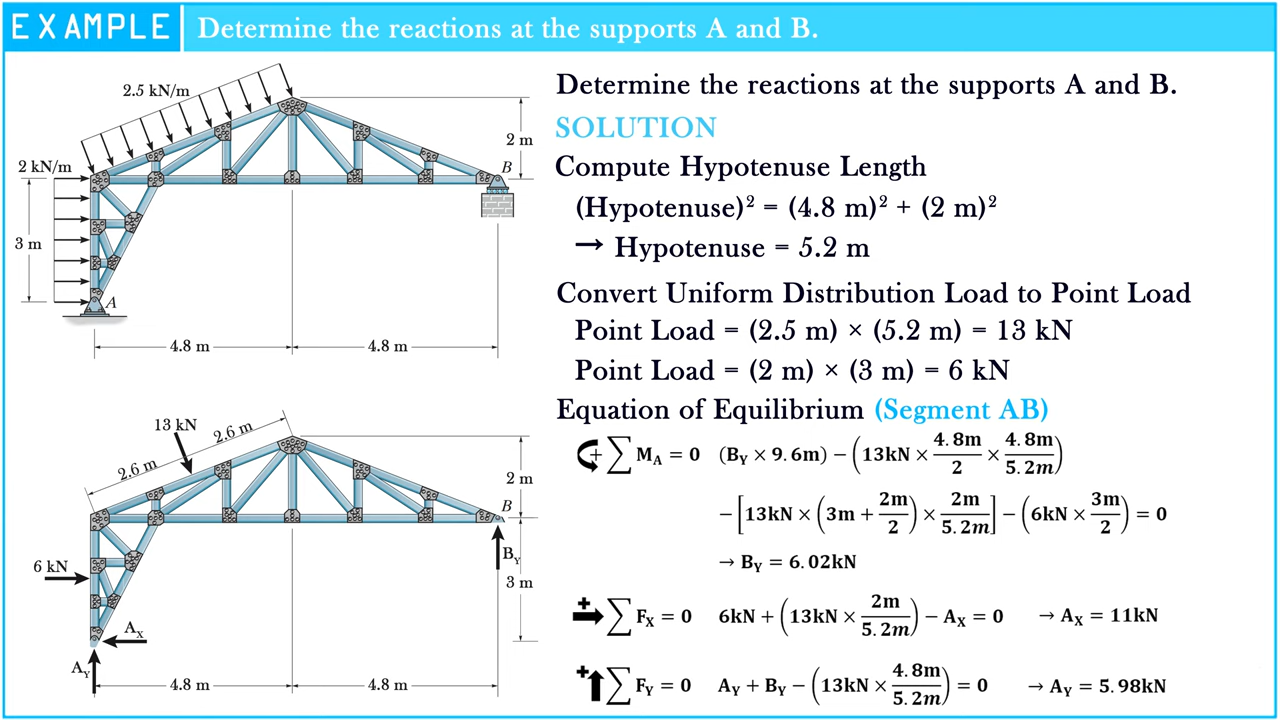 EXAMPLE
Determine the reactions at the supports A and B.
2.5 kN/m
2 m
2 kN/m
B
3 m
A
4.8 m
4.8 m
13 kN
2.6 m
2.6 m
2 m
B
6 kN
B_Y
3 m
A_X
A_Y
4.8 m
4.8 m
Determine the reactions at the supports A and B.
SOLUTION
Compute Hypotenuse Length
(Hypotenuse)² = (4.8 m)² + (2 m)²
→ Hypotenuse = 5.2 m
Convert Uniform Distribution Load to Point Load
Point Load = (2.5 m) × (5.2 m) = 13 kN
Point Load = (2 m) × (3 m) = 6 kN
Equation of Equilibrium (Segment AB)
+ ∑ M_A = 0 (B_Y × 9.6m) − (13kN × 4.8m/2 × 4.8m/5.2m)
− [13kN × (3m + 2m/2) × 2m/5.2m] − (6kN × 3m/2) = 0
→ B_Y = 6.02kN
+ ∑ F_X = 0 6kN + (13kN × 2m/5.2m) − A_X = 0 → A_X = 11kN
+ ∑ F_Y = 0 A_Y + B_Y − (13kN × 4.8m/5.2m) = 0 → A_Y = 5.98kN